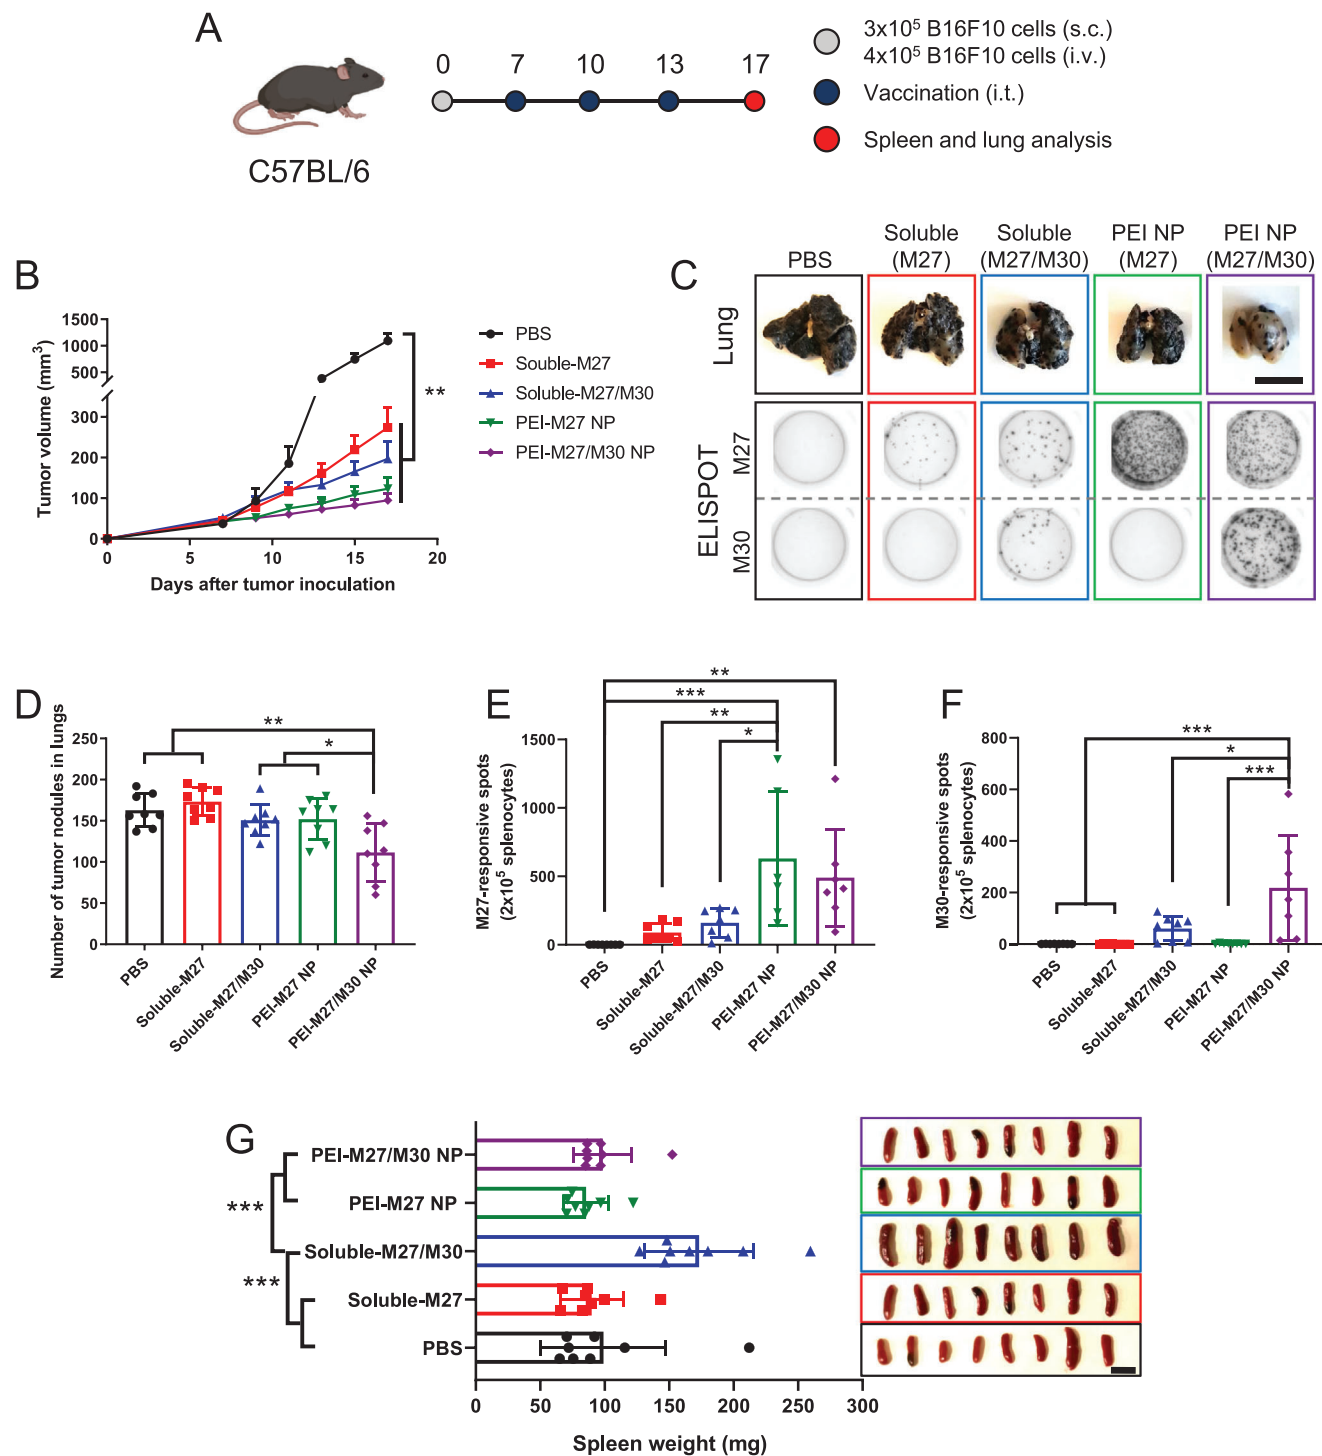 A
0 7 10 13 17
C57BL/6
3x10⁵ B16F10 cells (s.c.)
4x10⁵ B16F10 cells (i.v.)
Vaccination (i.t.)
Spleen and lung analysis
B
Tumor volume (mm³)
1500
1000
500
300
200
100
0
0 5 10 15 20
Days after tumor inoculation
**
PBS
Souble-M27
Soluble-M27/M30
PEI-M27 NP
PEI-M27/M30 NP
C
PBS
Soluble
(M27)
Soluble
(M27/M30)
PEI NP
(M27)
PEI NP
(M27/M30)
Lung
ELISPOT
M27
M30
D
Number of tumor nodules in lungs
250
200
150
100
50
0
**
*
PBS
Soluble-M27
Soluble-M27/M30
PEI-M27 NP
PEI-M27/M30 NP
E
M27-responsive spots
(2x10⁵ splenocytes)
1500
1000
500
0
**
***
**
*
PBS
Soluble-M27
Soluble-M27/M30
PEI-M27 NP
PEI-M27/M30 NP
F
M30-responsive spots
(2x10⁵ splenocytes)
800
600
400
200
0
***
*
***
PBS
Soluble-M27
Soluble-M27/M30
PEI-M27 NP
PEI-M27/M30 NP
G
PEI-M27/M30 NP
PEI-M27 NP
Soluble-M27/M30
Soluble-M27
PBS
***
***
0 50 100 150 200 250 300
Spleen weight (mg)